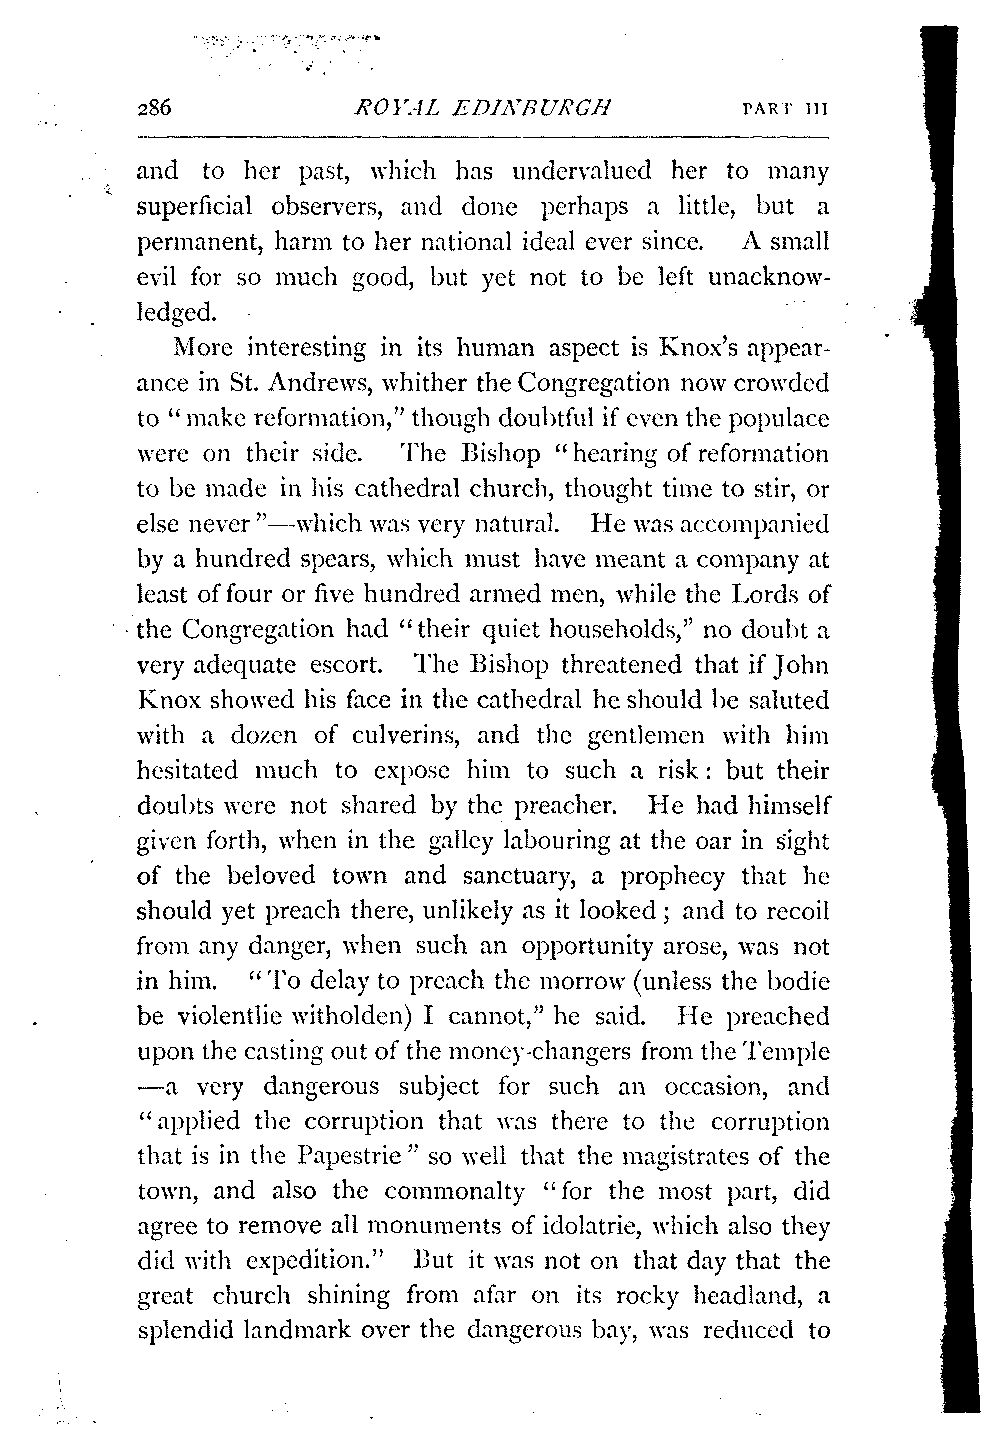 286 ROYAL EDINBURGH PART III
and to her past, which has undervalued her to many
superficial observers, and done perhaps a little, but a
permanent, harm to her national ideal ever since. A small
evil for so much good, but yet not to be left unacknow-
ledged.
More interesting in its human aspect is Knox's appear-
ance in St. Andrews, whither the Congregation now crowded
to "make reformation," though doubtful if even the populace
were on their side. The Bishop "hearing of reformation
to be made in his cathedral church, thought time to stir, or
else never"—which was very natural. He was accompanied
by a hundred spears, which must have meant a company at
least of four or five hundred armed men, while the Lords of
the Congregation had "their quiet households," no doubt a
very adequate escort. The Bishop threatened that if John
Knox showed his face in the cathedral he should be saluted
with a dozen of culverins, and the gentlemen with him
hesitated much to expose him to such a risk: but their
doubts were not shared by the preacher. He had himself
given forth, when in the galley labouring at the oar in sight
of the beloved town and sanctuary, a prophecy that he
should yet preach there, unlikely as it looked; and to recoil
from any danger, when such an opportunity arose, was not
in him. "To delay to preach the morrow (unless the bodie
be violentlie witholden) I cannot," he said. He preached
upon the casting out of the money-changers from the Temple
—a very dangerous subject for such an occasion, and
"applied the corruption that was there to the corruption
that is in the Papestrie" so well that the magistrates of the
town, and also the commonalty "for the most part, did
agree to remove all monuments of idolatrie, which also they
did with expedition." But it was not on that day that the
great church shining from afar on its rocky headland, a
splendid landmark over the dangerous bay, was reduced to